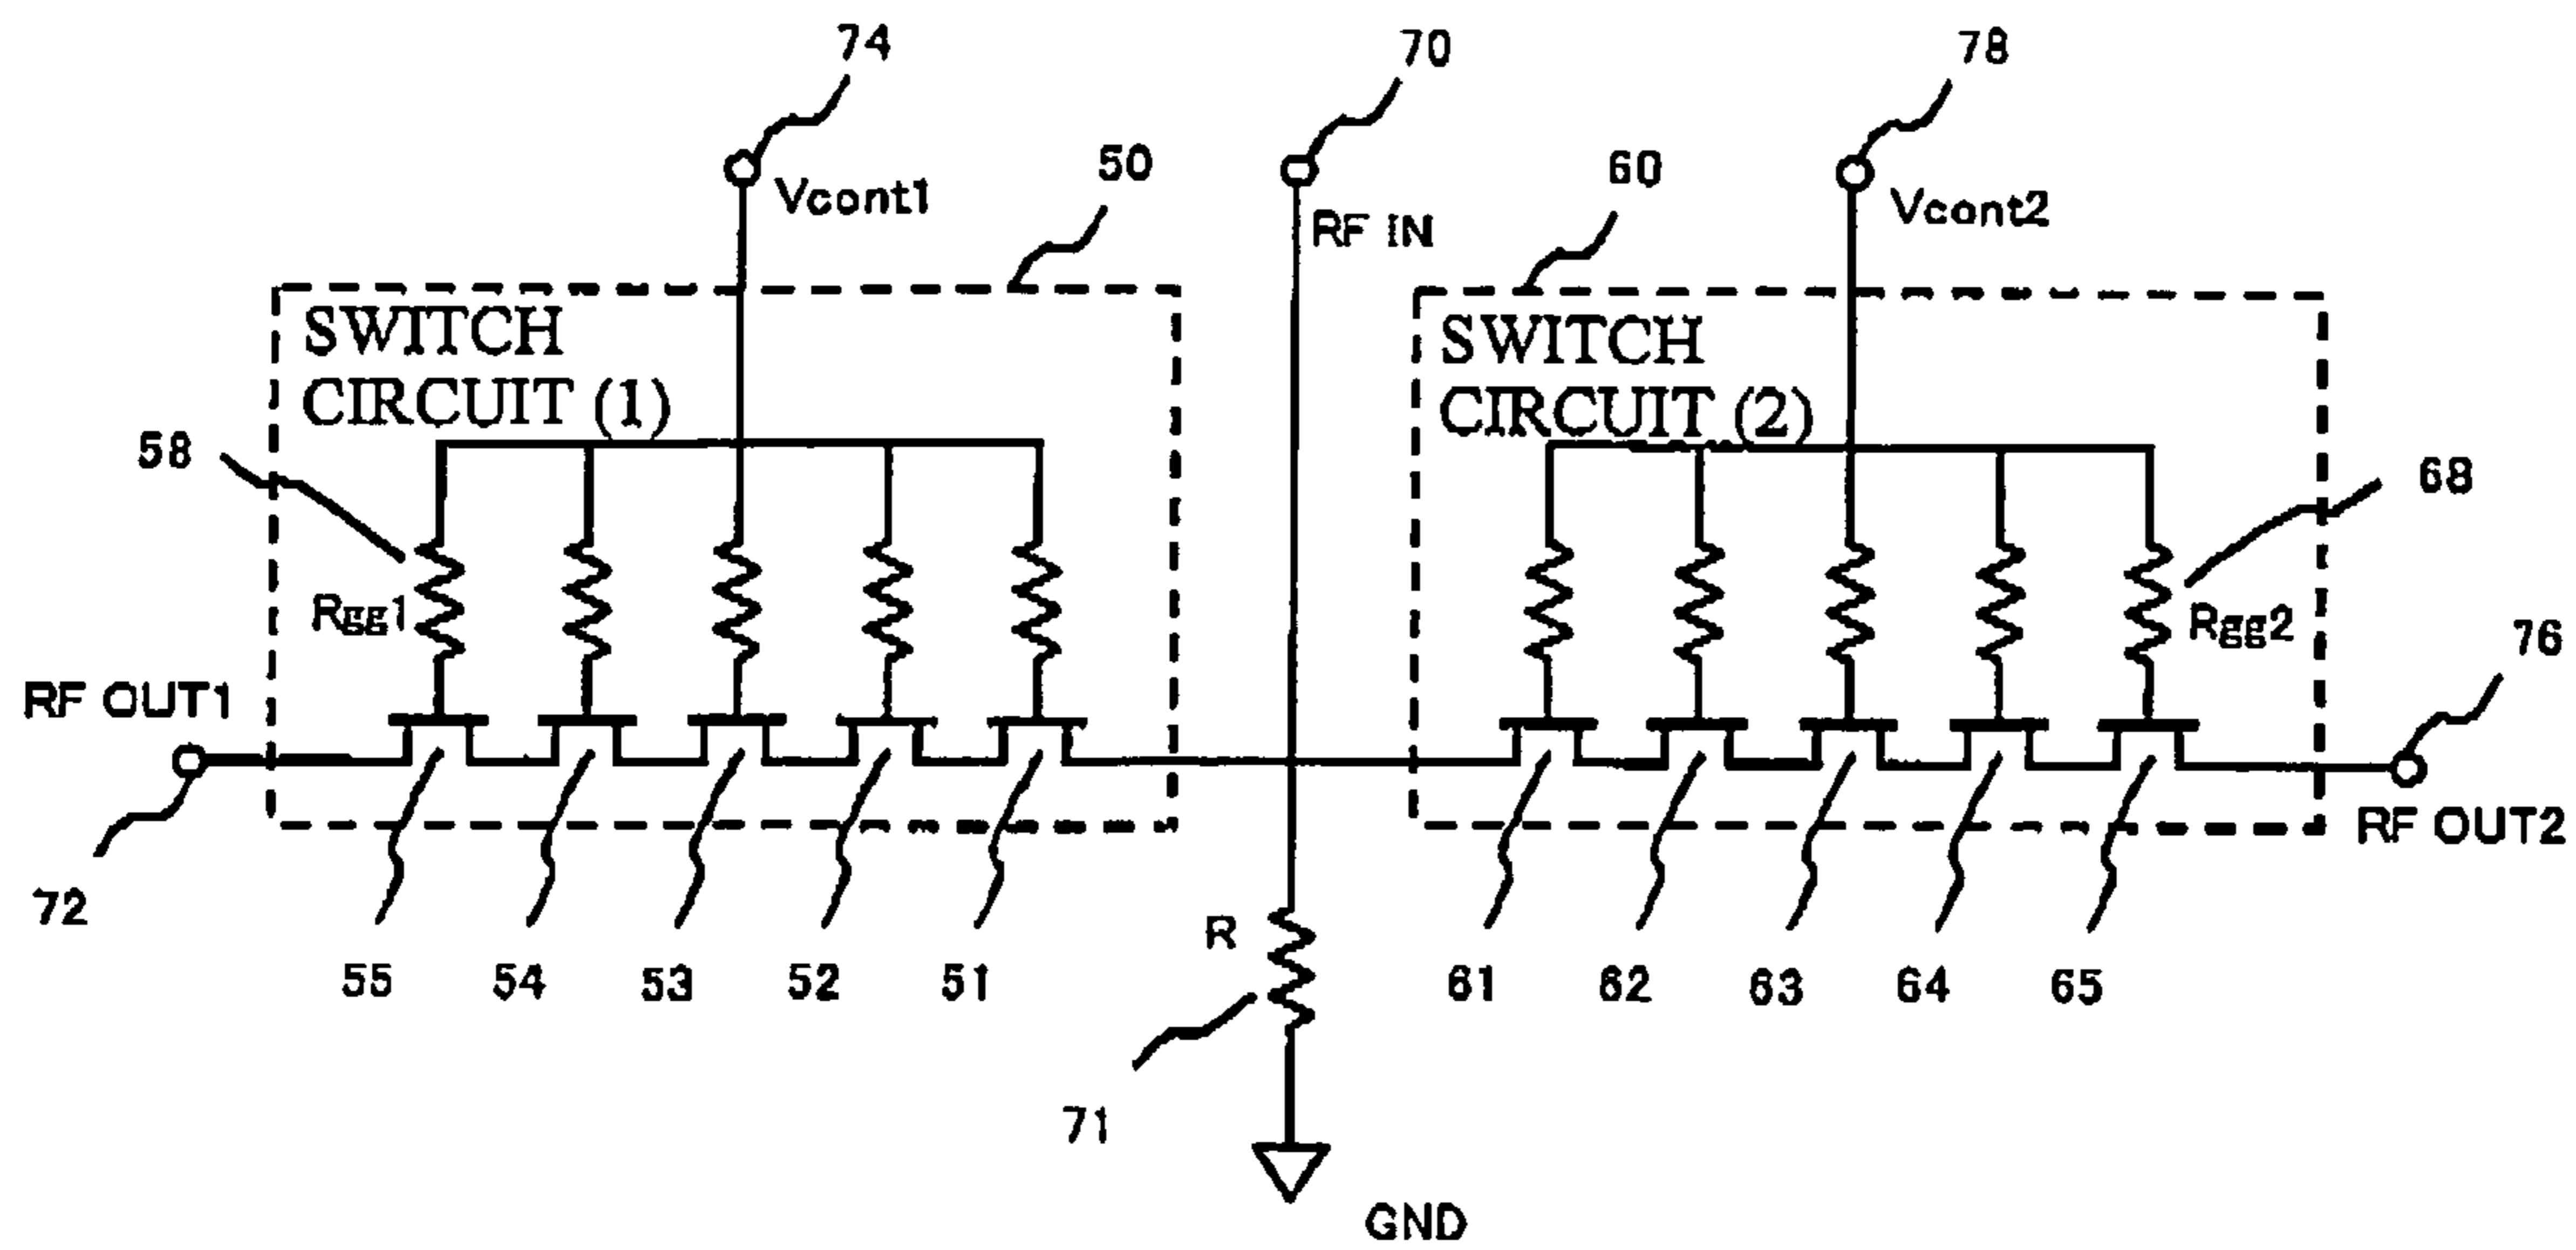 74
70
78
50
60
Vcont1
Vcont2
RF IN
SWITCH
CIRCUIT (1)
SWITCH
CIRCUIT (2)
58
68
Rgg1
Rgg2
76
RF OUT1
RF OUT2
72
R
55
54
53
52
51
61
62
63
64
65
71
GND